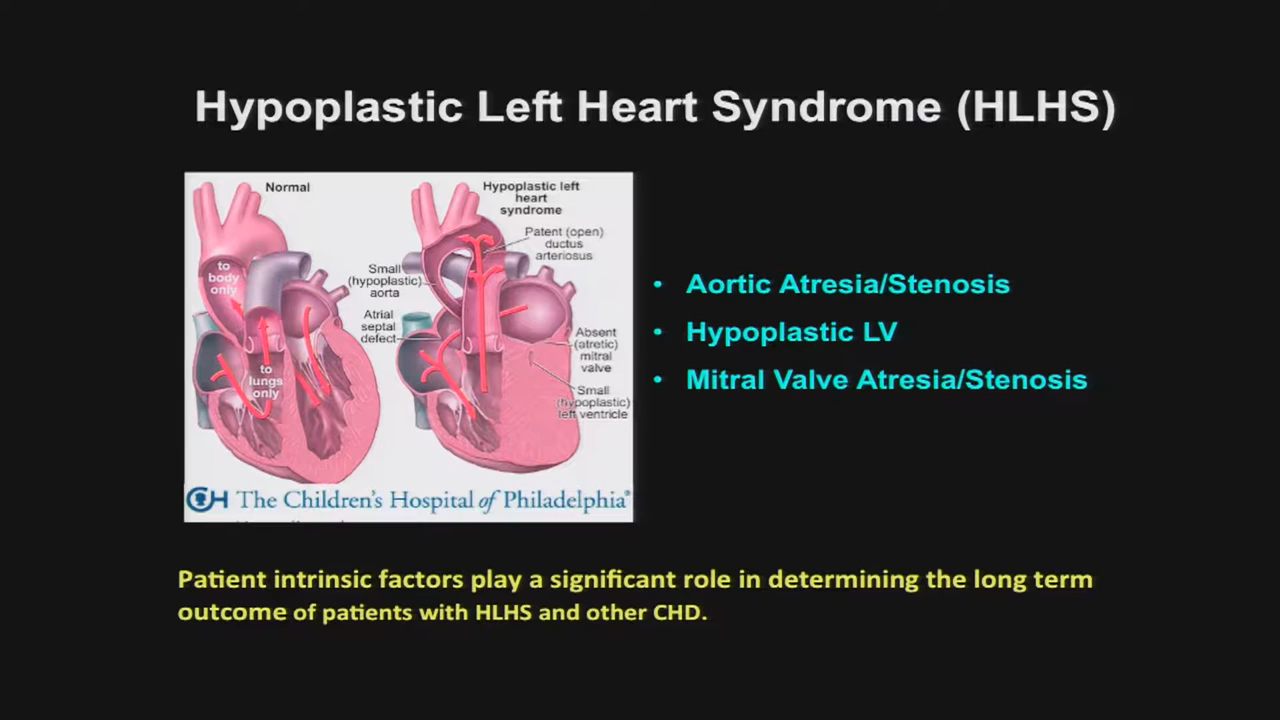 Hypoplastic Left Heart Syndrome (HLHS)
Normal
to
body
only
to
lungs
only
Hypoplastic left
heart
syndrome
Patent (open)
ductus
arteriosus
Small
(hypoplastic)
aorta
Atrial
septal
defect
Absent
(atretic)
mitral
valve
Small
(hypoplastic)
left ventricle
CH The Children's Hospital of Philadelphia®
• Aortic Atresia/Stenosis
• Hypoplastic LV
• Mitral Valve Atresia/Stenosis
Patient intrinsic factors play a significant role in determining the long term
outcome of patients with HLHS and other CHD.